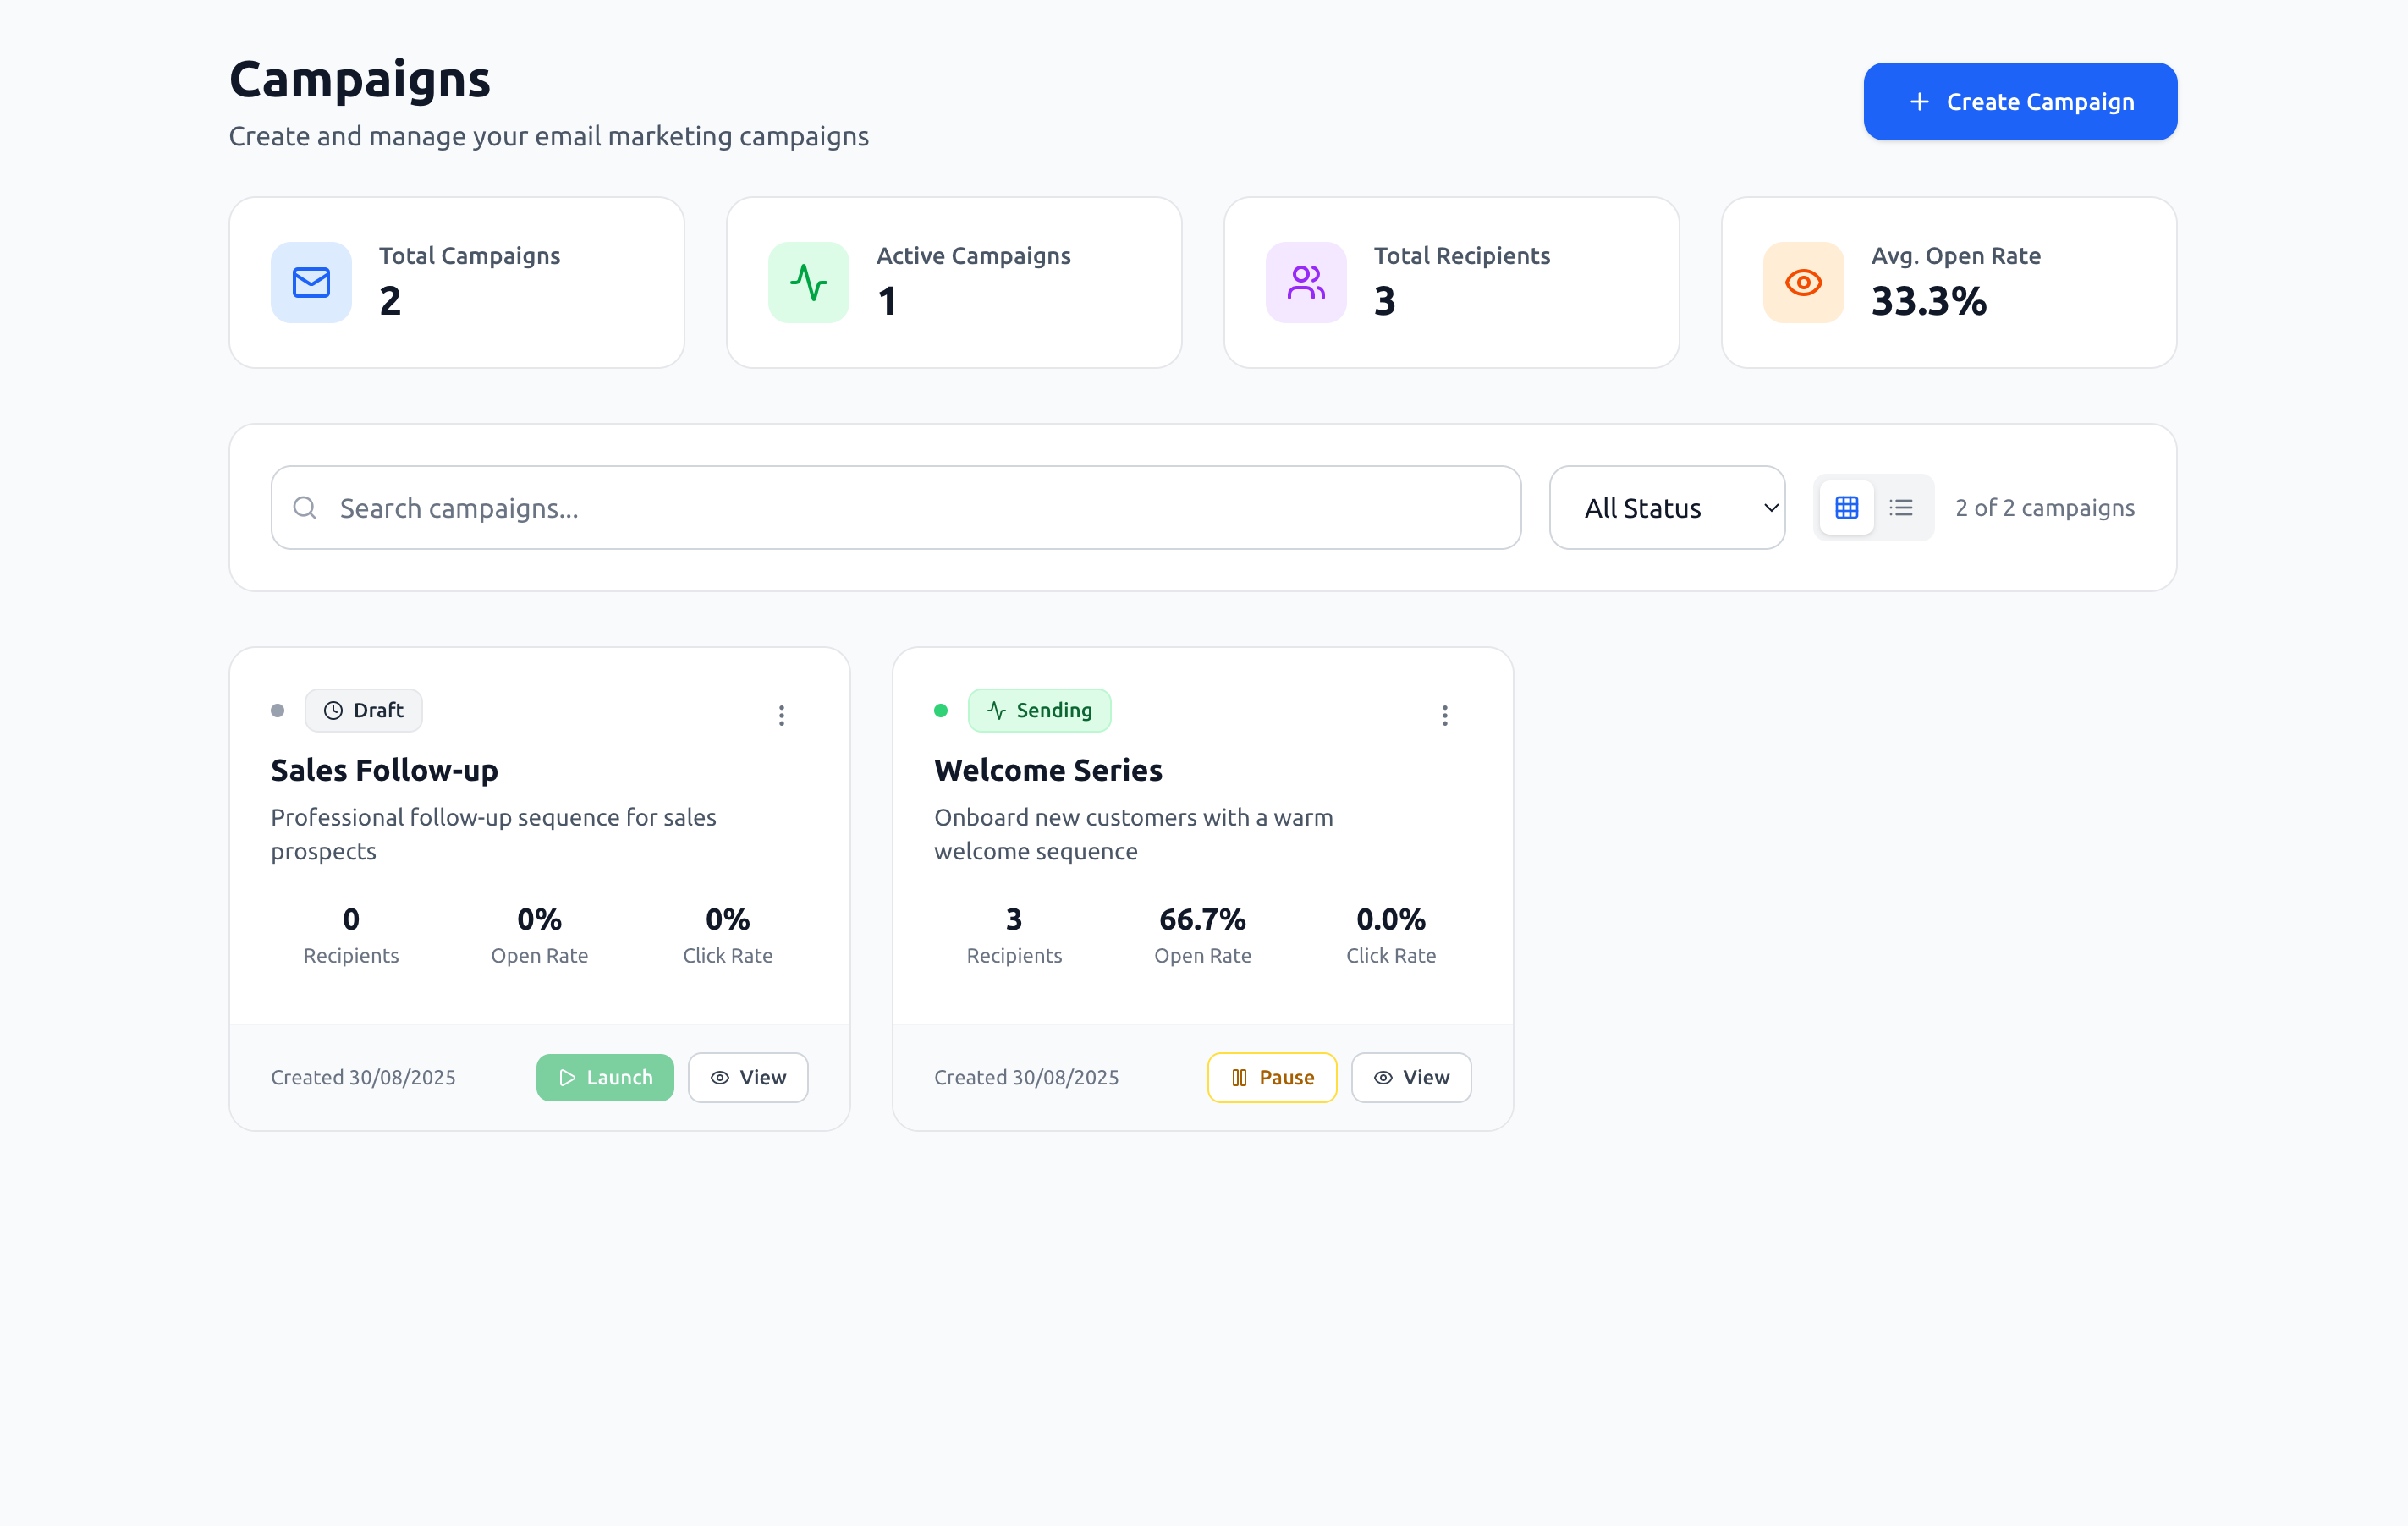 Campaigns
Create and manage your email marketing campaigns
Create Campaign
Total Campaigns
2
Active Campaigns
1
Total Recipients
3
Avg. Open Rate
33.3%
Search campaigns...
All Status
2 of 2 campaigns
Draft
Sales Follow-up
Professional follow-up sequence for sales
prospects
0
Recipients
0%
Open Rate
0%
Click Rate
Created 30/08/2025
Launch
View
Sending
Welcome Series
Onboard new customers with a warm
welcome sequence
3
Recipients
66.7%
Open Rate
0.0%
Click Rate
Created 30/08/2025
Pause
View